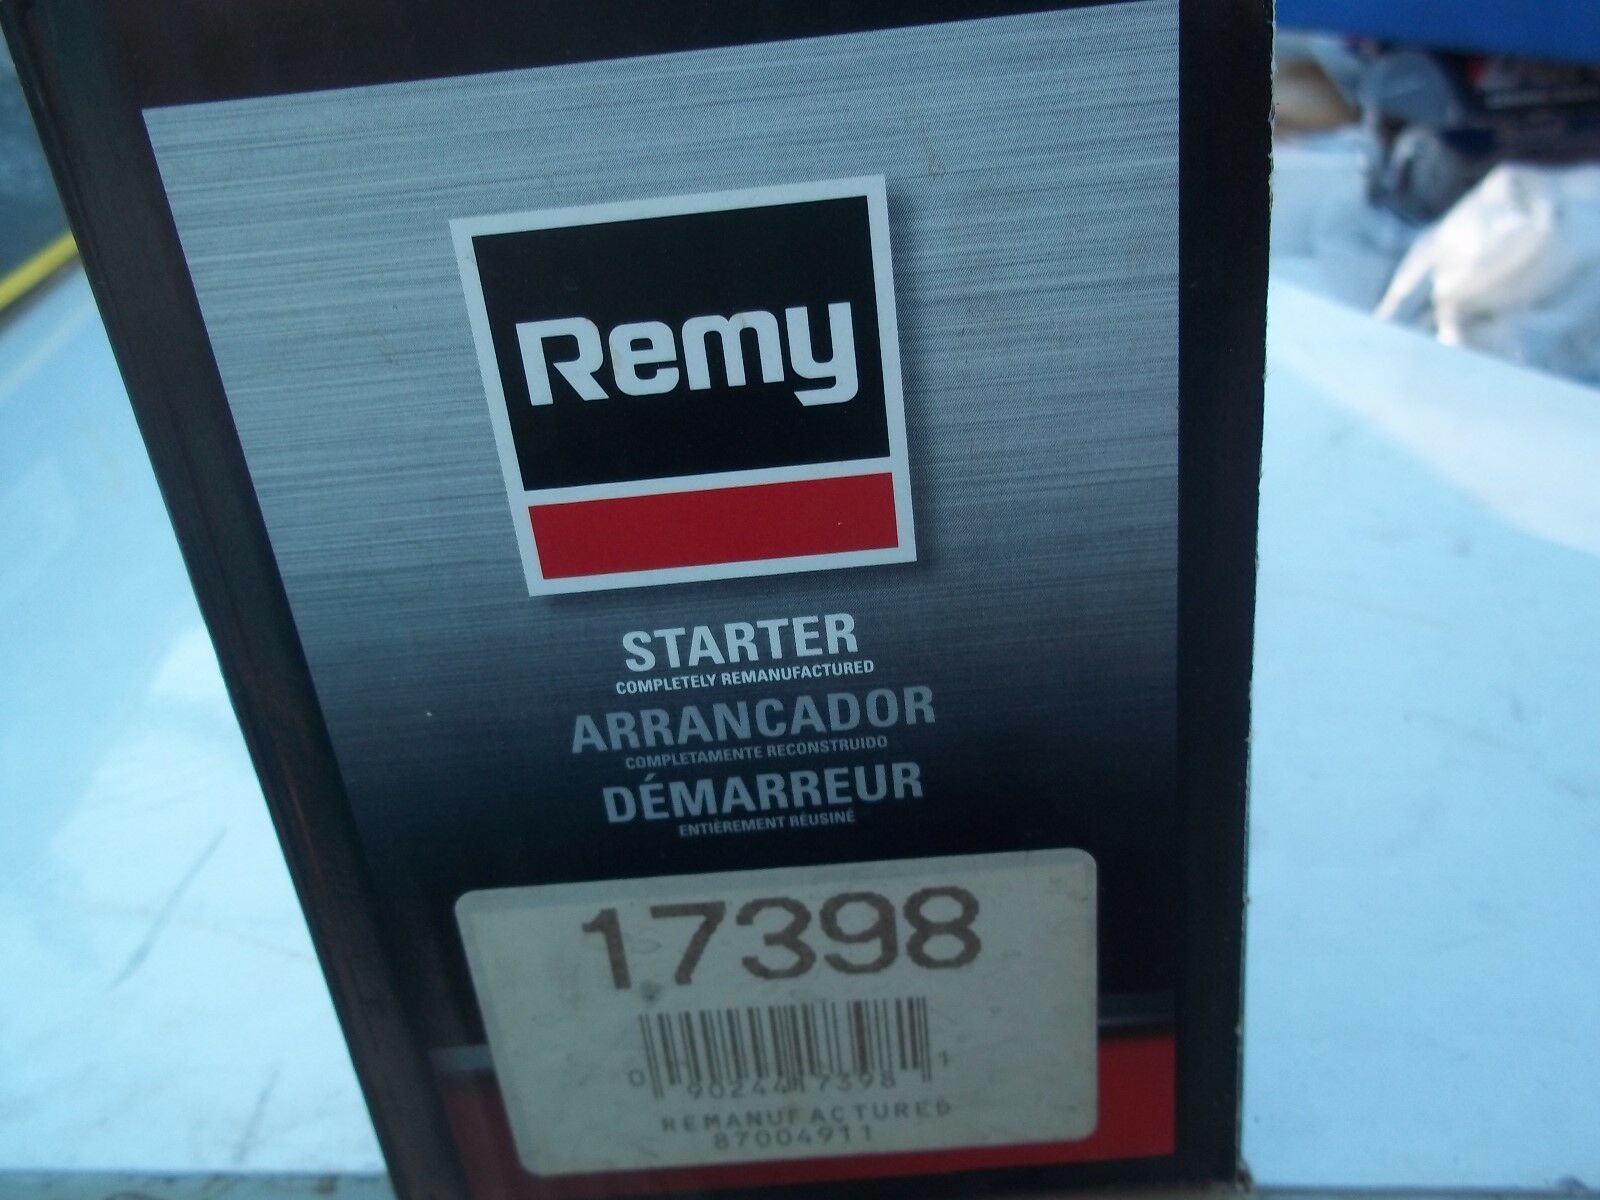 Remy
STARTER
COMPLETELY REMANUFACTURED
ARRANCADOR
COMPLETAMENTE RECONSTRUIDO
DÉMARREUR
ENTIÈREMENT RÉUSINÉ
17398
0 90244 17398 1
REMANUFACTURED
87004911